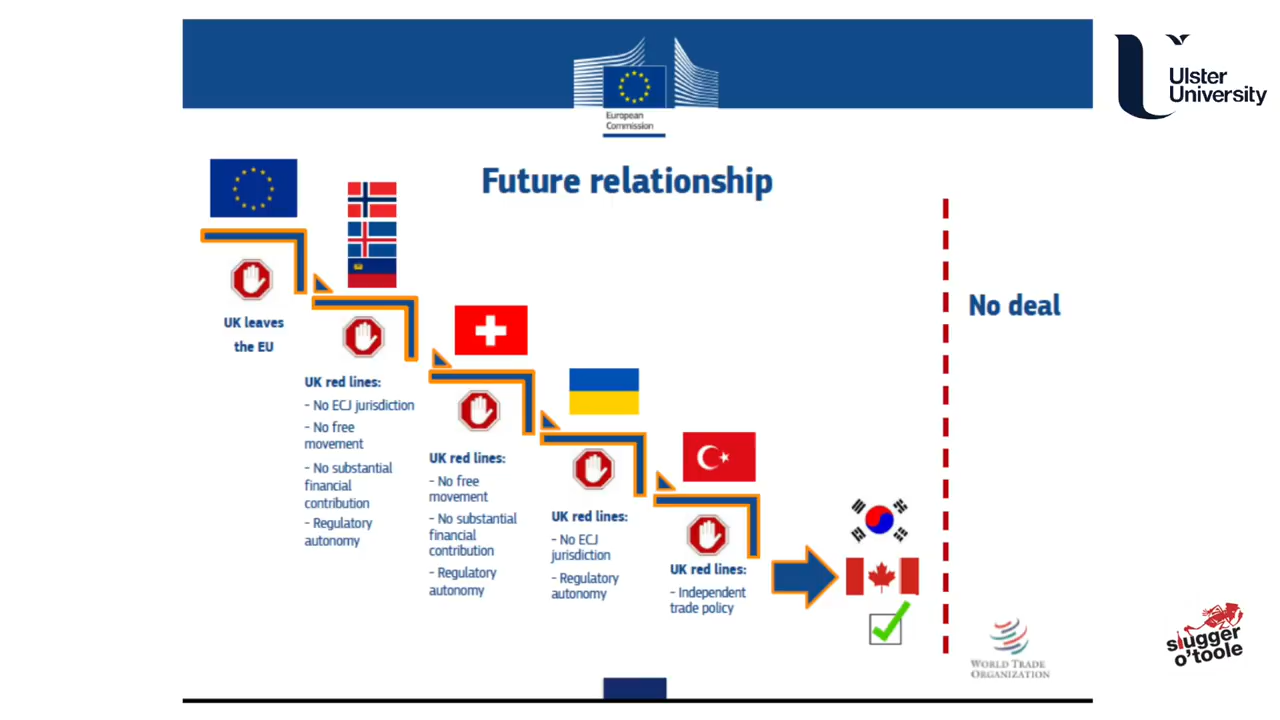 Ulster
University
European
Commission
Future relationship
No deal
UK leaves
the EU
UK red lines:
- No ECJ jurisdiction
- No free
movement
- No substantial
financial
contribution
- Regulatory
autonomy
UK red lines:
- No free
movement
- No substantial
financial
contribution
- Regulatory
autonomy
UK red lines:
- No ECJ
jurisdiction
- Regulatory
autonomy
UK red lines:
- Independent
trade policy
WORLD TRADE
ORGANIZATION
slugger
o'toole